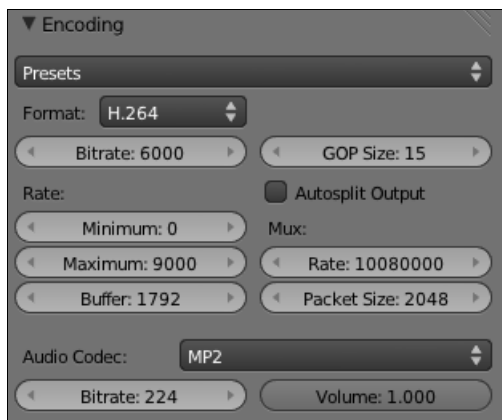 Encoding
Presets
Format: H.264
Bitrate: 6000 GOP Size: 15
Rate: Autosplit Output
Minimum: 0 Mux:
Maximum: 9000 Rate: 10080000
Buffer: 1792 Packet Size: 2048
Audio Codec: MP2
Bitrate: 224 Volume: 1.000